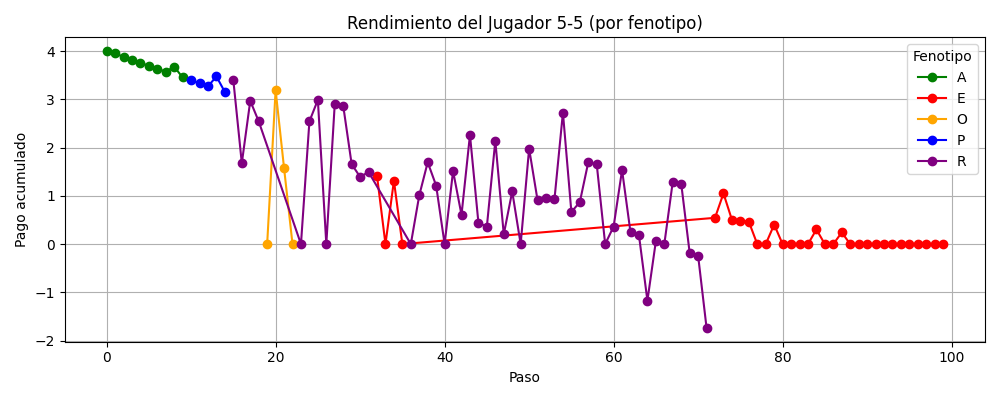 Rendimiento del Jugador 5-5 (por fenotipo)
Pago acumulado
4
3
2
1
0
−1
−2
0
20
40
60
80
100
Paso
Fenotipo
A
E
O
P
R